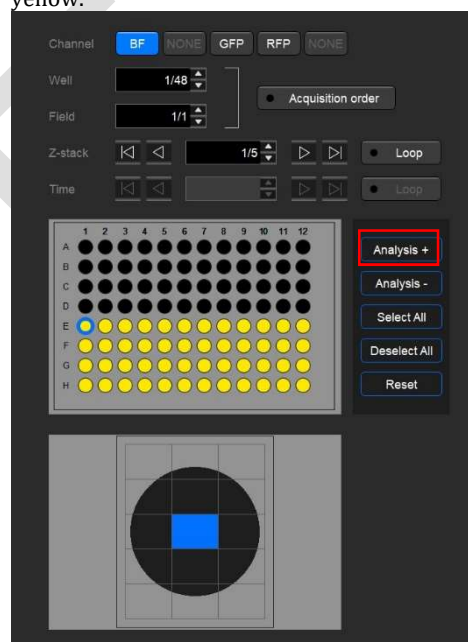 yellow.
Channel BF NONE GFP RFP NONE
Well 1/48
Acquisition order
Field 1/1
Z-stack 1/5 Loop
Time Loop
1 2 3 4 5 6 7 8 9 10 11 12
A
B
C
D
E
F
G
H
Analysis +
Analysis -
Select All
Deselect All
Reset